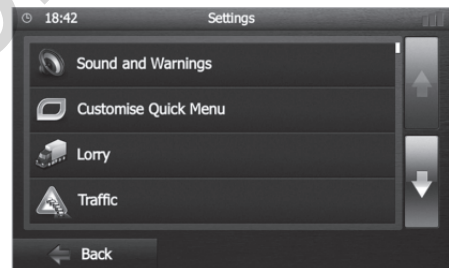 18:42 Settings
Sound and Warnings
Customise Quick Menu
Lorry
Traffic
Back